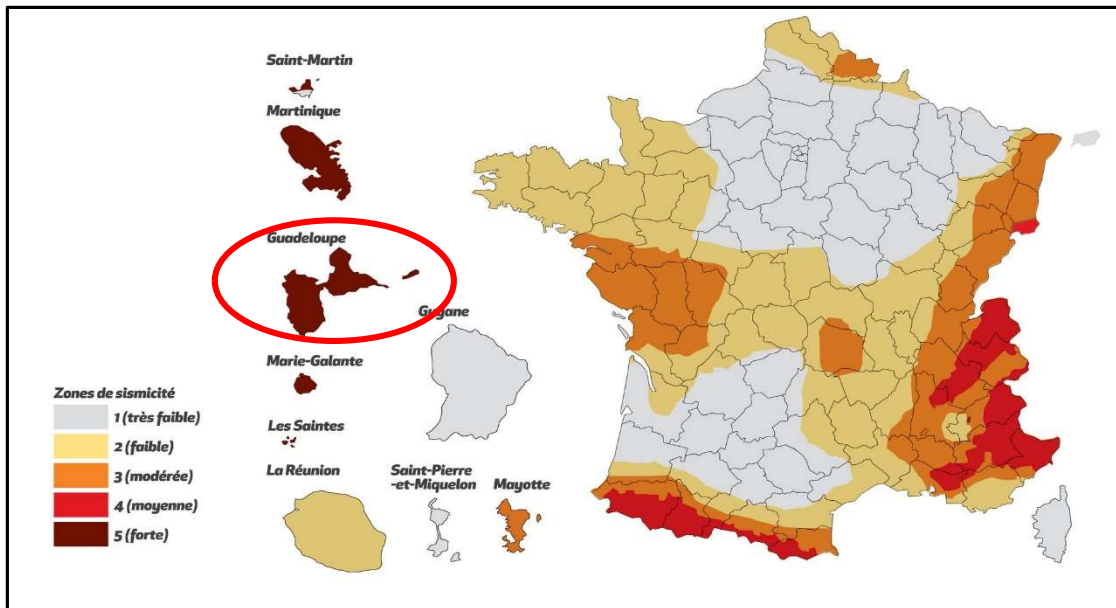 Saint-Martin
Martinique
Guadeloupe
Guyane
Marie-Galante
Zones de sismicité
1 (très faible)
2 (faible)
3 (modérée)
4 (moyenne)
5 (forte)
Les Saintes
La Réunion
Saint-Pierre
-et-Miquelon
Mayotte